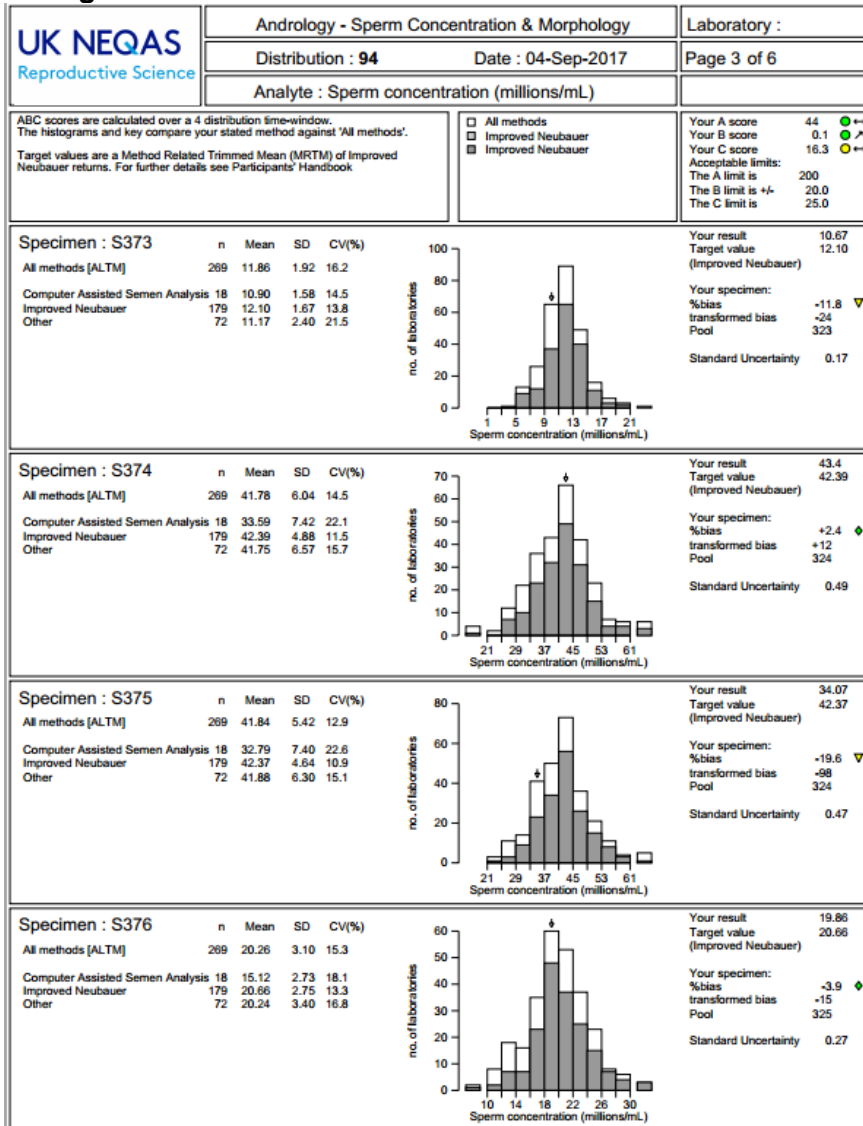 UK NEQAS
Reproductive Science
Andrology - Sperm Concentration & Morphology
Laboratory :
Distribution : 94 Date : 04-Sep-2017
Page 3 of 6
Analyte : Sperm concentration (millions/mL)
ABC scores are calculated over a 4 distribution time-window.
The histograms and key compare your stated method against 'All methods'.
Target values are a Method Related Trimmed Mean (MRTM) of Improved
Neubauer returns. For further details see Participants' Handbook
All methods
Improved Neubauer
Improved Neubauer
Your A score 44
Your B score 0.1
Your C score 16.3
Acceptable limits:
The A limit is 200
The B limit is +/- 20.0
The C limit is 25.0
Specimen : S373 n Mean SD CV(%)
All methods [ALTM] 269 11.86 1.92 16.2
Computer Assisted Semen Analysis 18 10.90 1.58 14.5
Improved Neubauer 179 12.10 1.67 13.8
Other 72 11.17 2.40 21.5
no. of laboratories
100
80
60
40
20
0
1 5 9 13 17 21
Sperm concentration (millions/mL)
Your result 10.67
Target value 12.10
(Improved Neubauer)
Your specimen:
%bias -11.8
transformed bias -24
Pool 323
Standard Uncertainty 0.17
Specimen : S374 n Mean SD CV(%)
All methods [ALTM] 269 41.78 6.04 14.5
Computer Assisted Semen Analysis 18 33.59 7.42 22.1
Improved Neubauer 179 42.39 4.88 11.5
Other 72 41.75 6.57 15.7
no. of laboratories
70
60
50
40
30
20
10
0
21 29 37 45 53 61
Sperm concentration (millions/mL)
Your result 43.4
Target value 42.39
(Improved Neubauer)
Your specimen:
%bias +2.4
transformed bias +12
Pool 324
Standard Uncertainty 0.49
Specimen : S375 n Mean SD CV(%)
All methods [ALTM] 269 41.84 5.42 12.9
Computer Assisted Semen Analysis 18 32.79 7.40 22.6
Improved Neubauer 179 42.37 4.64 10.9
Other 72 41.88 6.30 15.1
no. of laboratories
80
60
40
20
0
21 29 37 45 53 61
Sperm concentration (millions/mL)
Your result 34.07
Target value 42.37
(Improved Neubauer)
Your specimen:
%bias -19.6
transformed bias -98
Pool 324
Standard Uncertainty 0.47
Specimen : S376 n Mean SD CV(%)
All methods [ALTM] 269 20.26 3.10 15.3
Computer Assisted Semen Analysis 18 15.12 2.73 18.1
Improved Neubauer 179 20.66 2.75 13.3
Other 72 20.24 3.40 16.8
no. of laboratories
60
50
40
30
20
10
0
10 14 18 22 26 30
Sperm concentration (millions/mL)
Your result 19.86
Target value 20.66
(Improved Neubauer)
Your specimen:
%bias -3.9
transformed bias -15
Pool 325
Standard Uncertainty 0.27